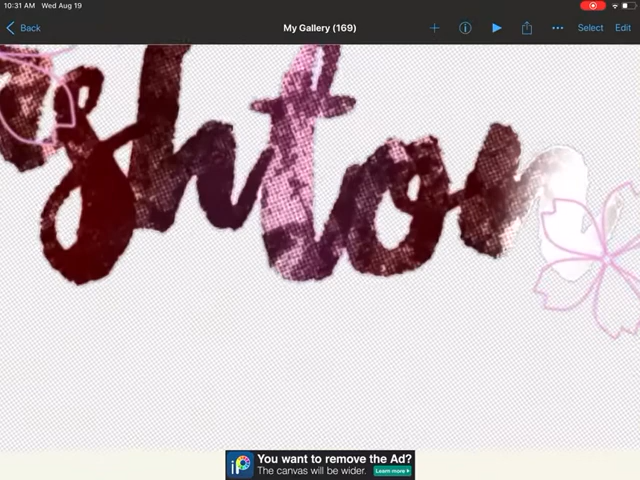 10:31 AM Wed Aug 19
Back
My Gallery (169)
Select
Edit
shton
iP
You want to remove the Ad?
The canvas will be wider.
Learn more